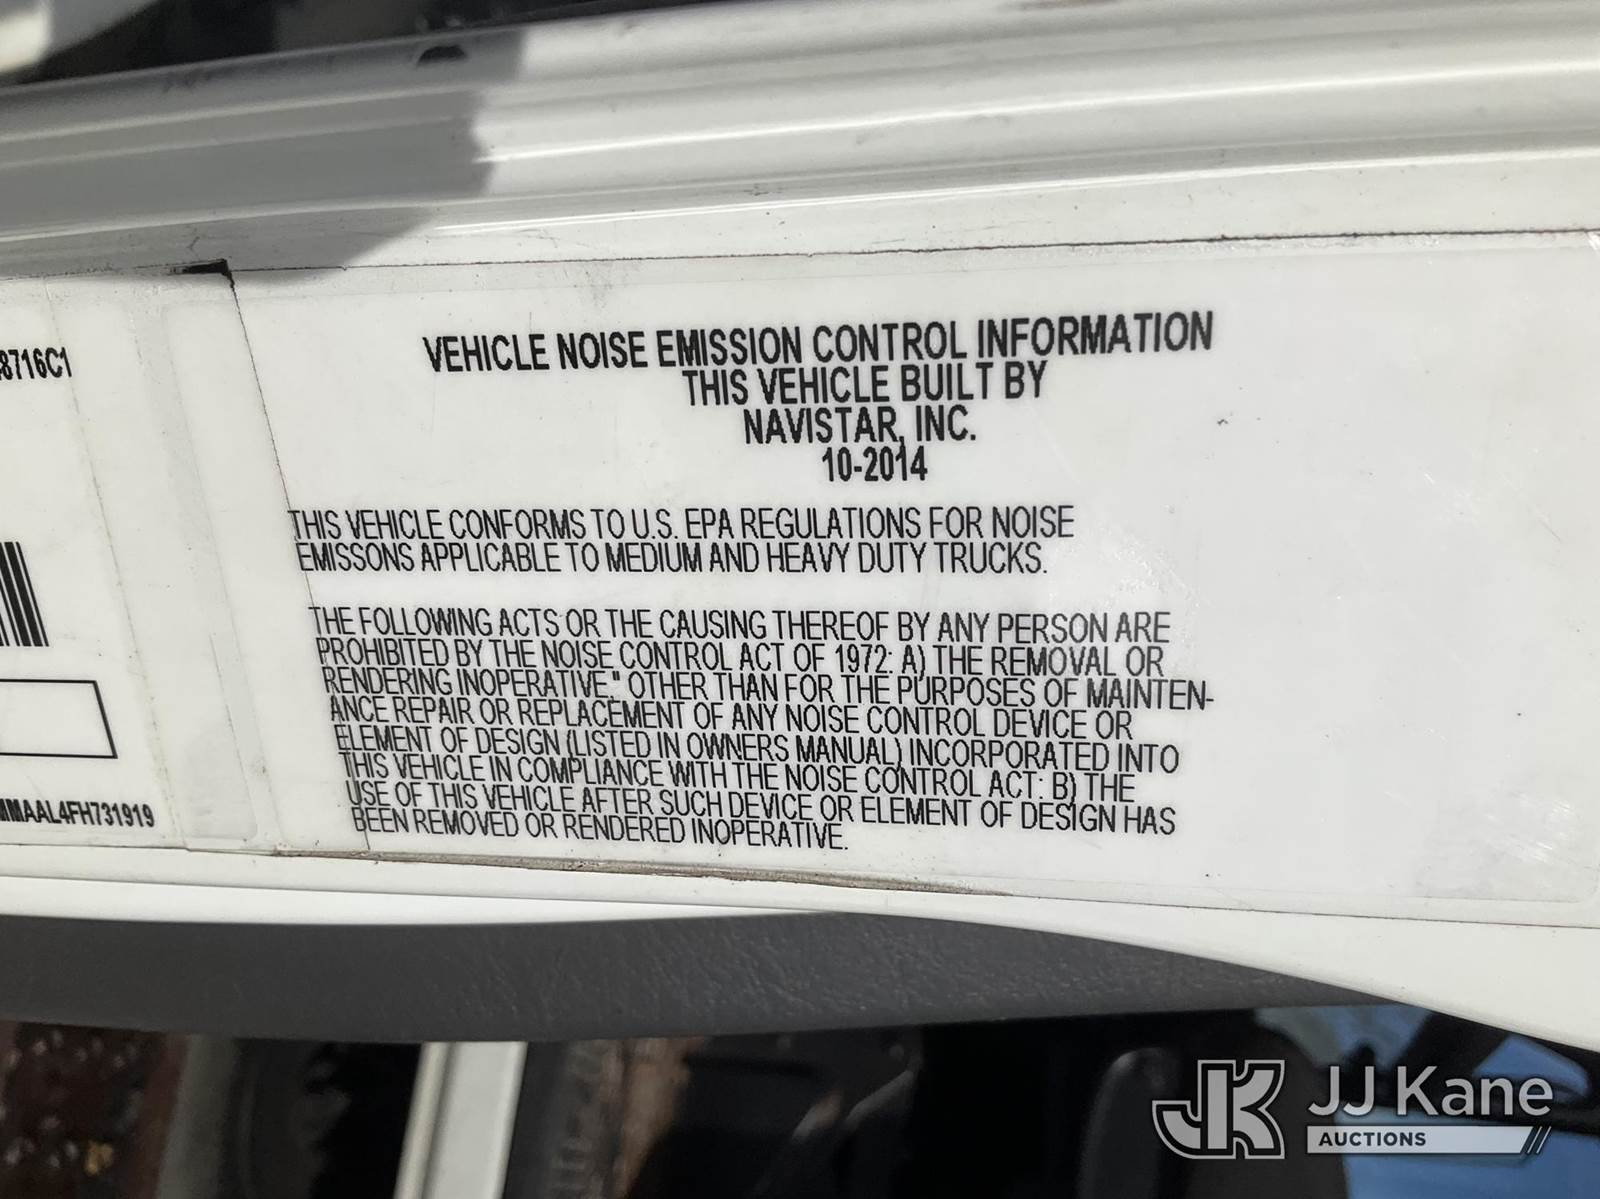 8716C1
MMAAL4FH731919
VEHICLE NOISE EMISSION CONTROL INFORMATION
THIS VEHICLE BUILT BY
NAVISTAR, INC.
10-2014
THIS VEHICLE CONFORMS TO U.S. EPA REGULATIONS FOR NOISE
EMISSONS APPLICABLE TO MEDIUM AND HEAVY DUTY TRUCKS.
THE FOLLOWING ACTS OR THE CAUSING THEREOF BY ANY PERSON ARE
PROHIBITED BY THE NOISE CONTROL ACT OF 1972: A) THE REMOVAL OR
RENDERING INOPERATIVE," OTHER THAN FOR THE PURPOSES OF MAINTEN-
ANCE REPAIR OR REPLACEMENT OF ANY NOISE CONTROL DEVICE OR
ELEMENT OF DESIGN (LISTED IN OWNERS MANUAL) INCORPORATED INTO
THIS VEHICLE IN COMPLIANCE WITH THE NOISE CONTROL ACT: B) THE
USE OF THIS VEHICLE AFTER SUCH DEVICE OR ELEMENT OF DESIGN HAS
BEEN REMOVED OR RENDERED INOPERATIVE.
JK JJ Kane
AUCTIONS